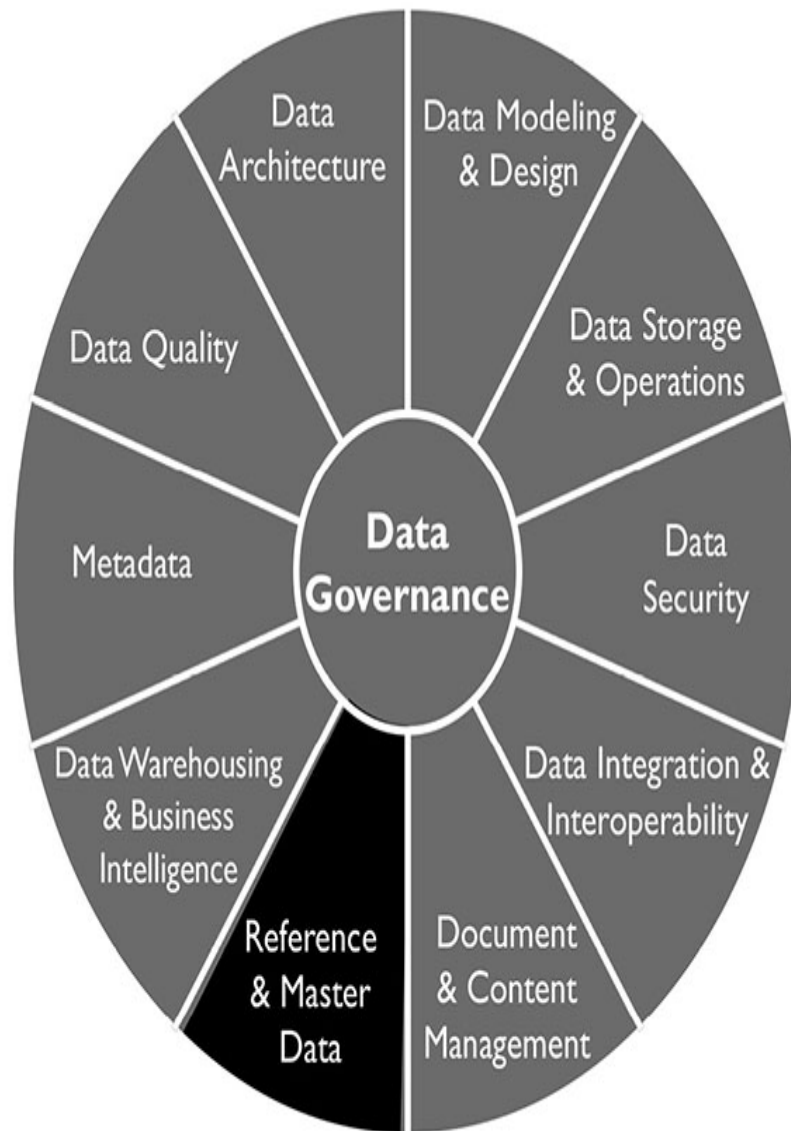 Data
Architecture
Data Modeling
& Design
Data Storage
& Operations
Data
Security
Data Integration &
Interoperability
Document
& Content
Management
Reference
& Master
Data
Data Warehousing
& Business
Intelligence
Metadata
Data Quality
Data
Governance